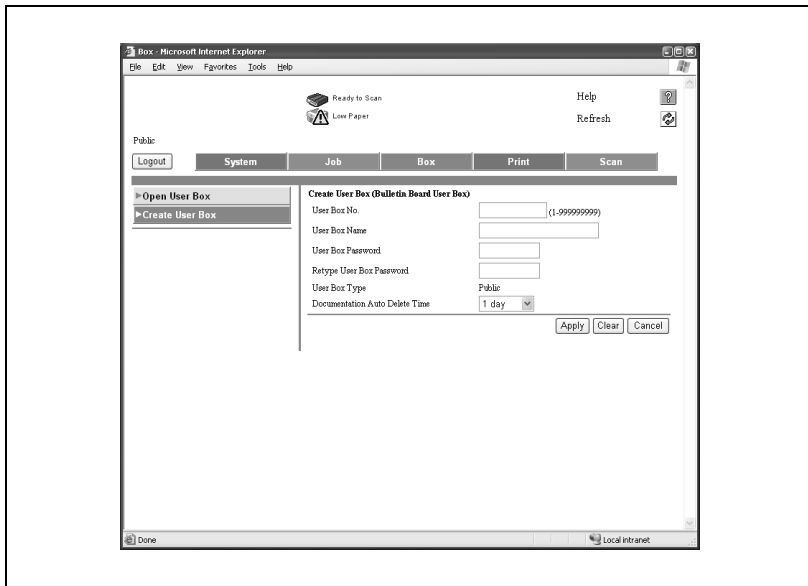 Box - Microsoft Internet Explorer
File Edit View Favorites Tools Help
Ready to Scan
Help
Low Paper
Refresh
Public
Logout System Job Box Print Scan
Open User Box
Create User Box
Create User Box (Bulletin Board User Box)
User Box No. (1-999999999)
User Box Name
User Box Password
Retype User Box Password
User Box Type Public
Documentation Auto Delete Time 1 day
Apply Clear Cancel
Done Local intranet